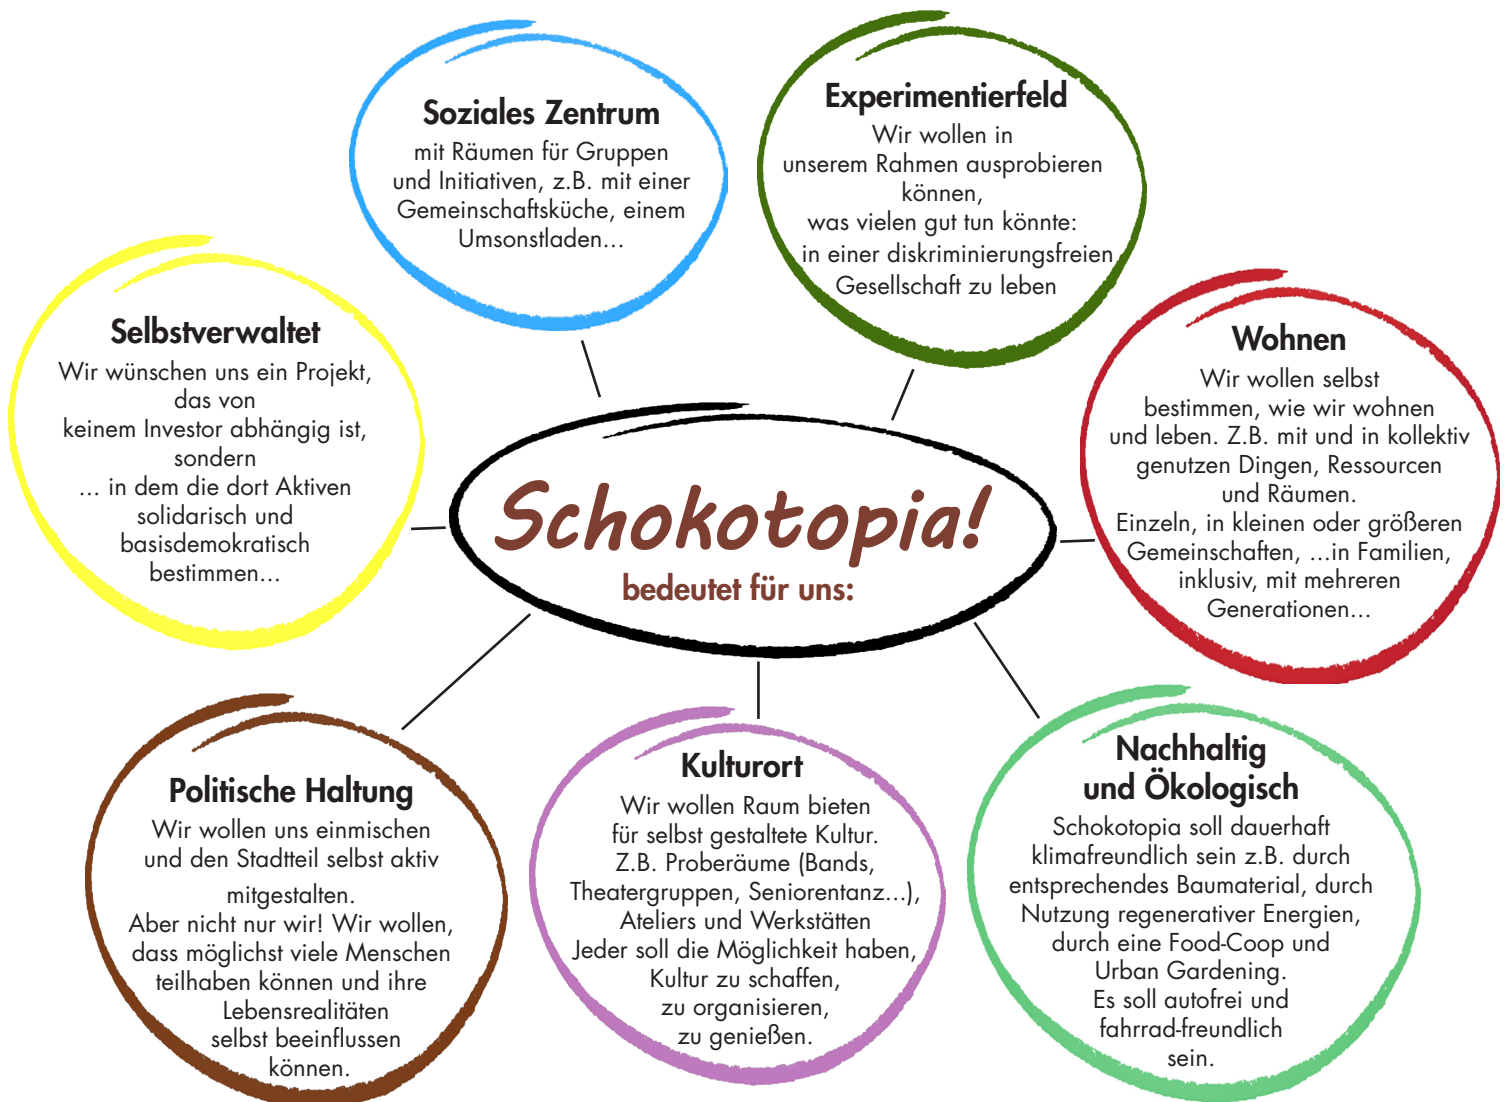 Soziales Zentrum
mit Räumen für Gruppen
und Initiativen, z.B. mit einer
Gemeinschaftsküche, einem
Umsonstladen...
Experimentierfeld
Wir wollen in
unserem Rahmen ausprobieren
können,
was vielen gut tun könnte:
in einer diskriminierungsfreien
Gesellschaft zu leben
Selbstverwaltet
Wir wünschen uns ein Projekt,
das von
keinem Investor abhängig ist,
sondern
... in dem die dort Aktiven
solidarisch und
basisdemokratisch
bestimmen...
Schokotopia!
bedeutet für uns:
Wohnen
Wir wollen selbst
bestimmen, wie wir wohnen
und leben. Z.B. mit und in kollektiv
genutzen Dingen, Ressourcen
und Räumen.
Einzeln, in kleinen oder größeren
Gemeinschaften, ...in Familien,
inklusiv, mit mehreren
Generationen...
Politische Haltung
Wir wollen uns einmischen
und den Stadtteil selbst aktiv
mitgestalten.
Aber nicht nur wir! Wir wollen,
dass möglichst viele Menschen
teilhaben können und ihre
Lebensrealitäten
selbst beeinflussen
können.
Kulturort
Wir wollen Raum bieten
für selbst gestaltete Kultur.
Z.B. Proberäume (Bands,
Theatergruppen, Seniorentanz...),
Ateliers und Werkstätten
Jeder soll die Möglichkeit haben,
Kultur zu schaffen,
zu organisieren,
zu genießen.
Nachhaltig
und Ökologisch
Schokotopia soll dauerhaft
klimafreundlich sein z.B. durch
entsprechendes Baumaterial, durch
Nutzung regenerativer Energien,
durch eine Food-Coop und
Urban Gardening.
Es soll autofrei und
fahrrad-freundlich
sein.